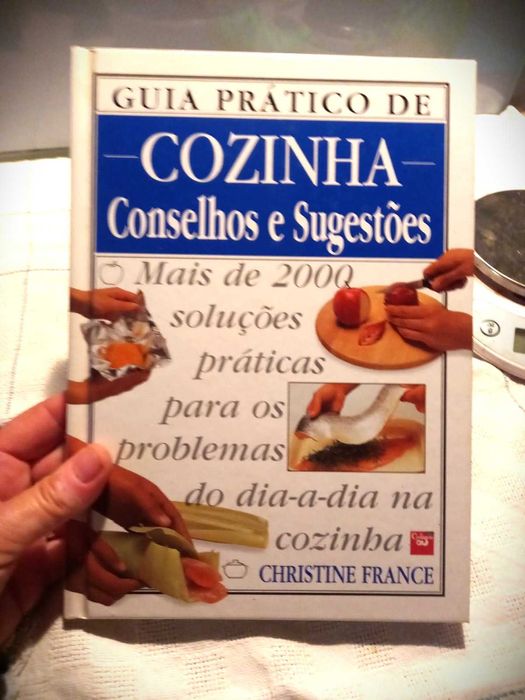 GUIA PRÁTICO DE
COZINHA
Conselhos e Sugestões
Mais de 2000
soluções
práticas
para os
problemas
do dia-a-dia na
cozinha
CHRISTINE FRANCE